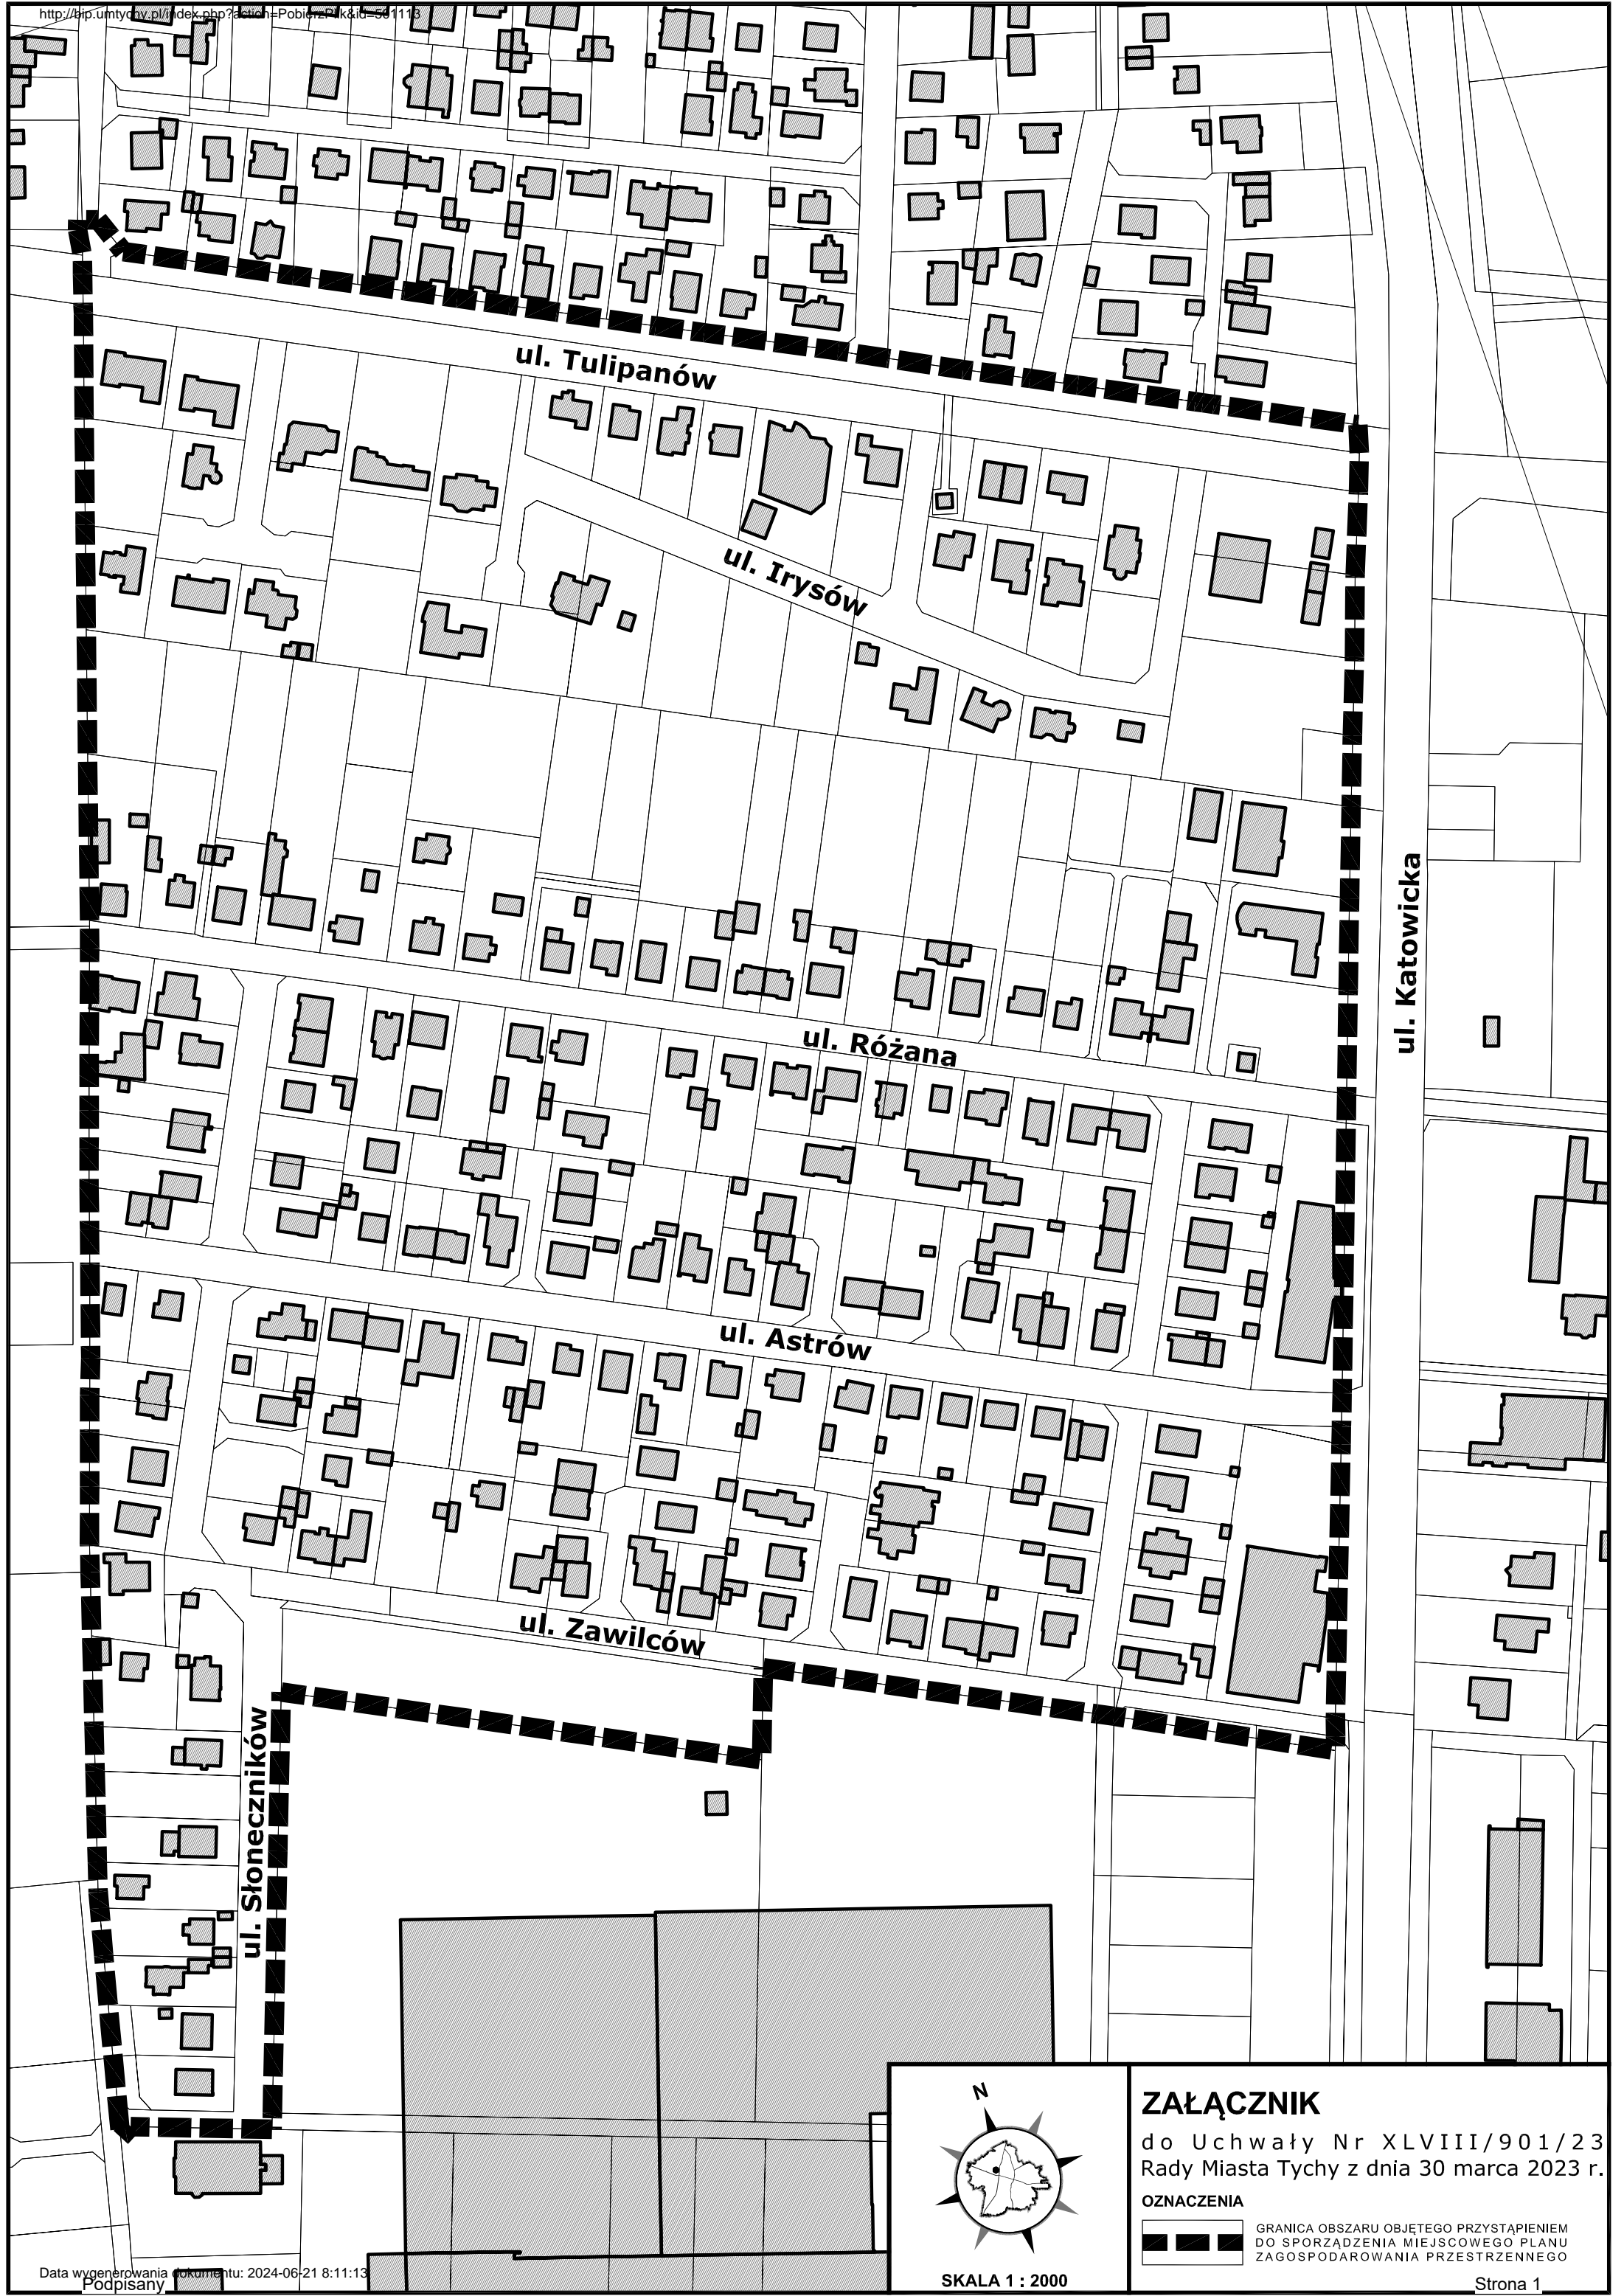 http://bip.umtychy.pl/index.php?action=PobierzPlik&id=501113
ul. Tulipanów
ul. Irysów
ul. Katowicka
ul. Różana
ul. Astrów
ul. Zawilców
ul. Słoneczników
N
SKALA 1 : 2000
ZAŁĄCZNIK
do Uchwały Nr XLVIII/901/23
Rady Miasta Tychy z dnia 30 marca 2023 r.
OZNACZENIA
GRANICA OBSZARU OBJĘTEGO PRZYSTĄPIENIEM
DO SPORZĄDZENIA MIEJSCOWEGO PLANU
ZAGOSPODAROWANIA PRZESTRZENNEGO
Data wygenerowania dokumentu: 2024-06-21 8:11:13
Podpisany
Strona 1